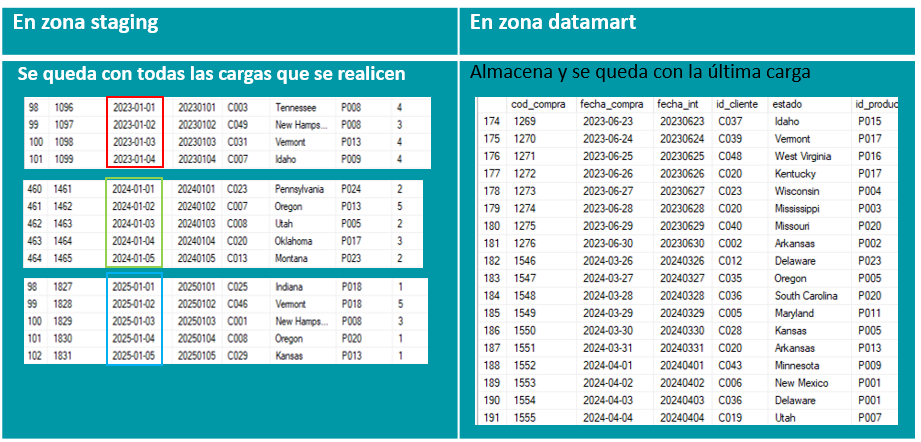 En zona staging
En zona datamart
Se queda con todas las cargas que se realicen
98 1096 2023-01-01 20230101 C003 Tennessee P008 4
99 1097 2023-01-02 20230102 C049 New Hamps... P008 3
100 1098 2023-01-03 20230103 C031 Vermont P013 4
101 1099 2023-01-04 20230104 C007 Idaho P009 4
460 1461 2024-01-01 20240101 C023 Pennsylvania P024 2
461 1462 2024-01-02 20240102 C007 Oregon P013 5
462 1463 2024-01-03 20240103 C008 Utah P005 2
463 1464 2024-01-04 20240104 C020 Oklahoma P017 3
464 1465 2024-01-05 20240105 C013 Montana P023 2
98 1827 2025-01-01 20250101 C025 Indiana P018 1
99 1828 2025-01-02 20250102 C046 Vermont P018 5
100 1829 2025-01-03 20250103 C001 New Hamps... P008 3
101 1830 2025-01-04 20250104 C008 Oregon P020 1
102 1831 2025-01-05 20250105 C029 Kansas P013 1
Almacena y se queda con la última carga
cod_compra fecha_compra fecha_int id_cliente estado id_produc
174 1269 2023-06-23 20230623 C037 Idaho P015
175 1270 2023-06-24 20230624 C039 Vermont P017
176 1271 2023-06-25 20230625 C048 West Virginia P016
177 1272 2023-06-26 20230626 C020 Kentucky P017
178 1273 2023-06-27 20230627 C023 Wisconsin P004
179 1274 2023-06-28 20230628 C020 Mississippi P003
180 1275 2023-06-29 20230629 C040 Missouri P020
181 1276 2023-06-30 20230630 C002 Arkansas P002
182 1546 2024-03-26 20240326 C012 Delaware P023
183 1547 2024-03-27 20240327 C035 Oregon P005
184 1548 2024-03-28 20240328 C036 South Carolina P020
185 1549 2024-03-29 20240329 C005 Maryland P011
186 1550 2024-03-30 20240330 C028 Kansas P005
187 1551 2024-03-31 20240331 C020 Arkansas P013
188 1552 2024-04-01 20240401 C043 Minnesota P009
189 1553 2024-04-02 20240402 C006 New Mexico P001
190 1554 2024-04-03 20240403 C036 Delaware P001
191 1555 2024-04-04 20240404 C019 Utah P007